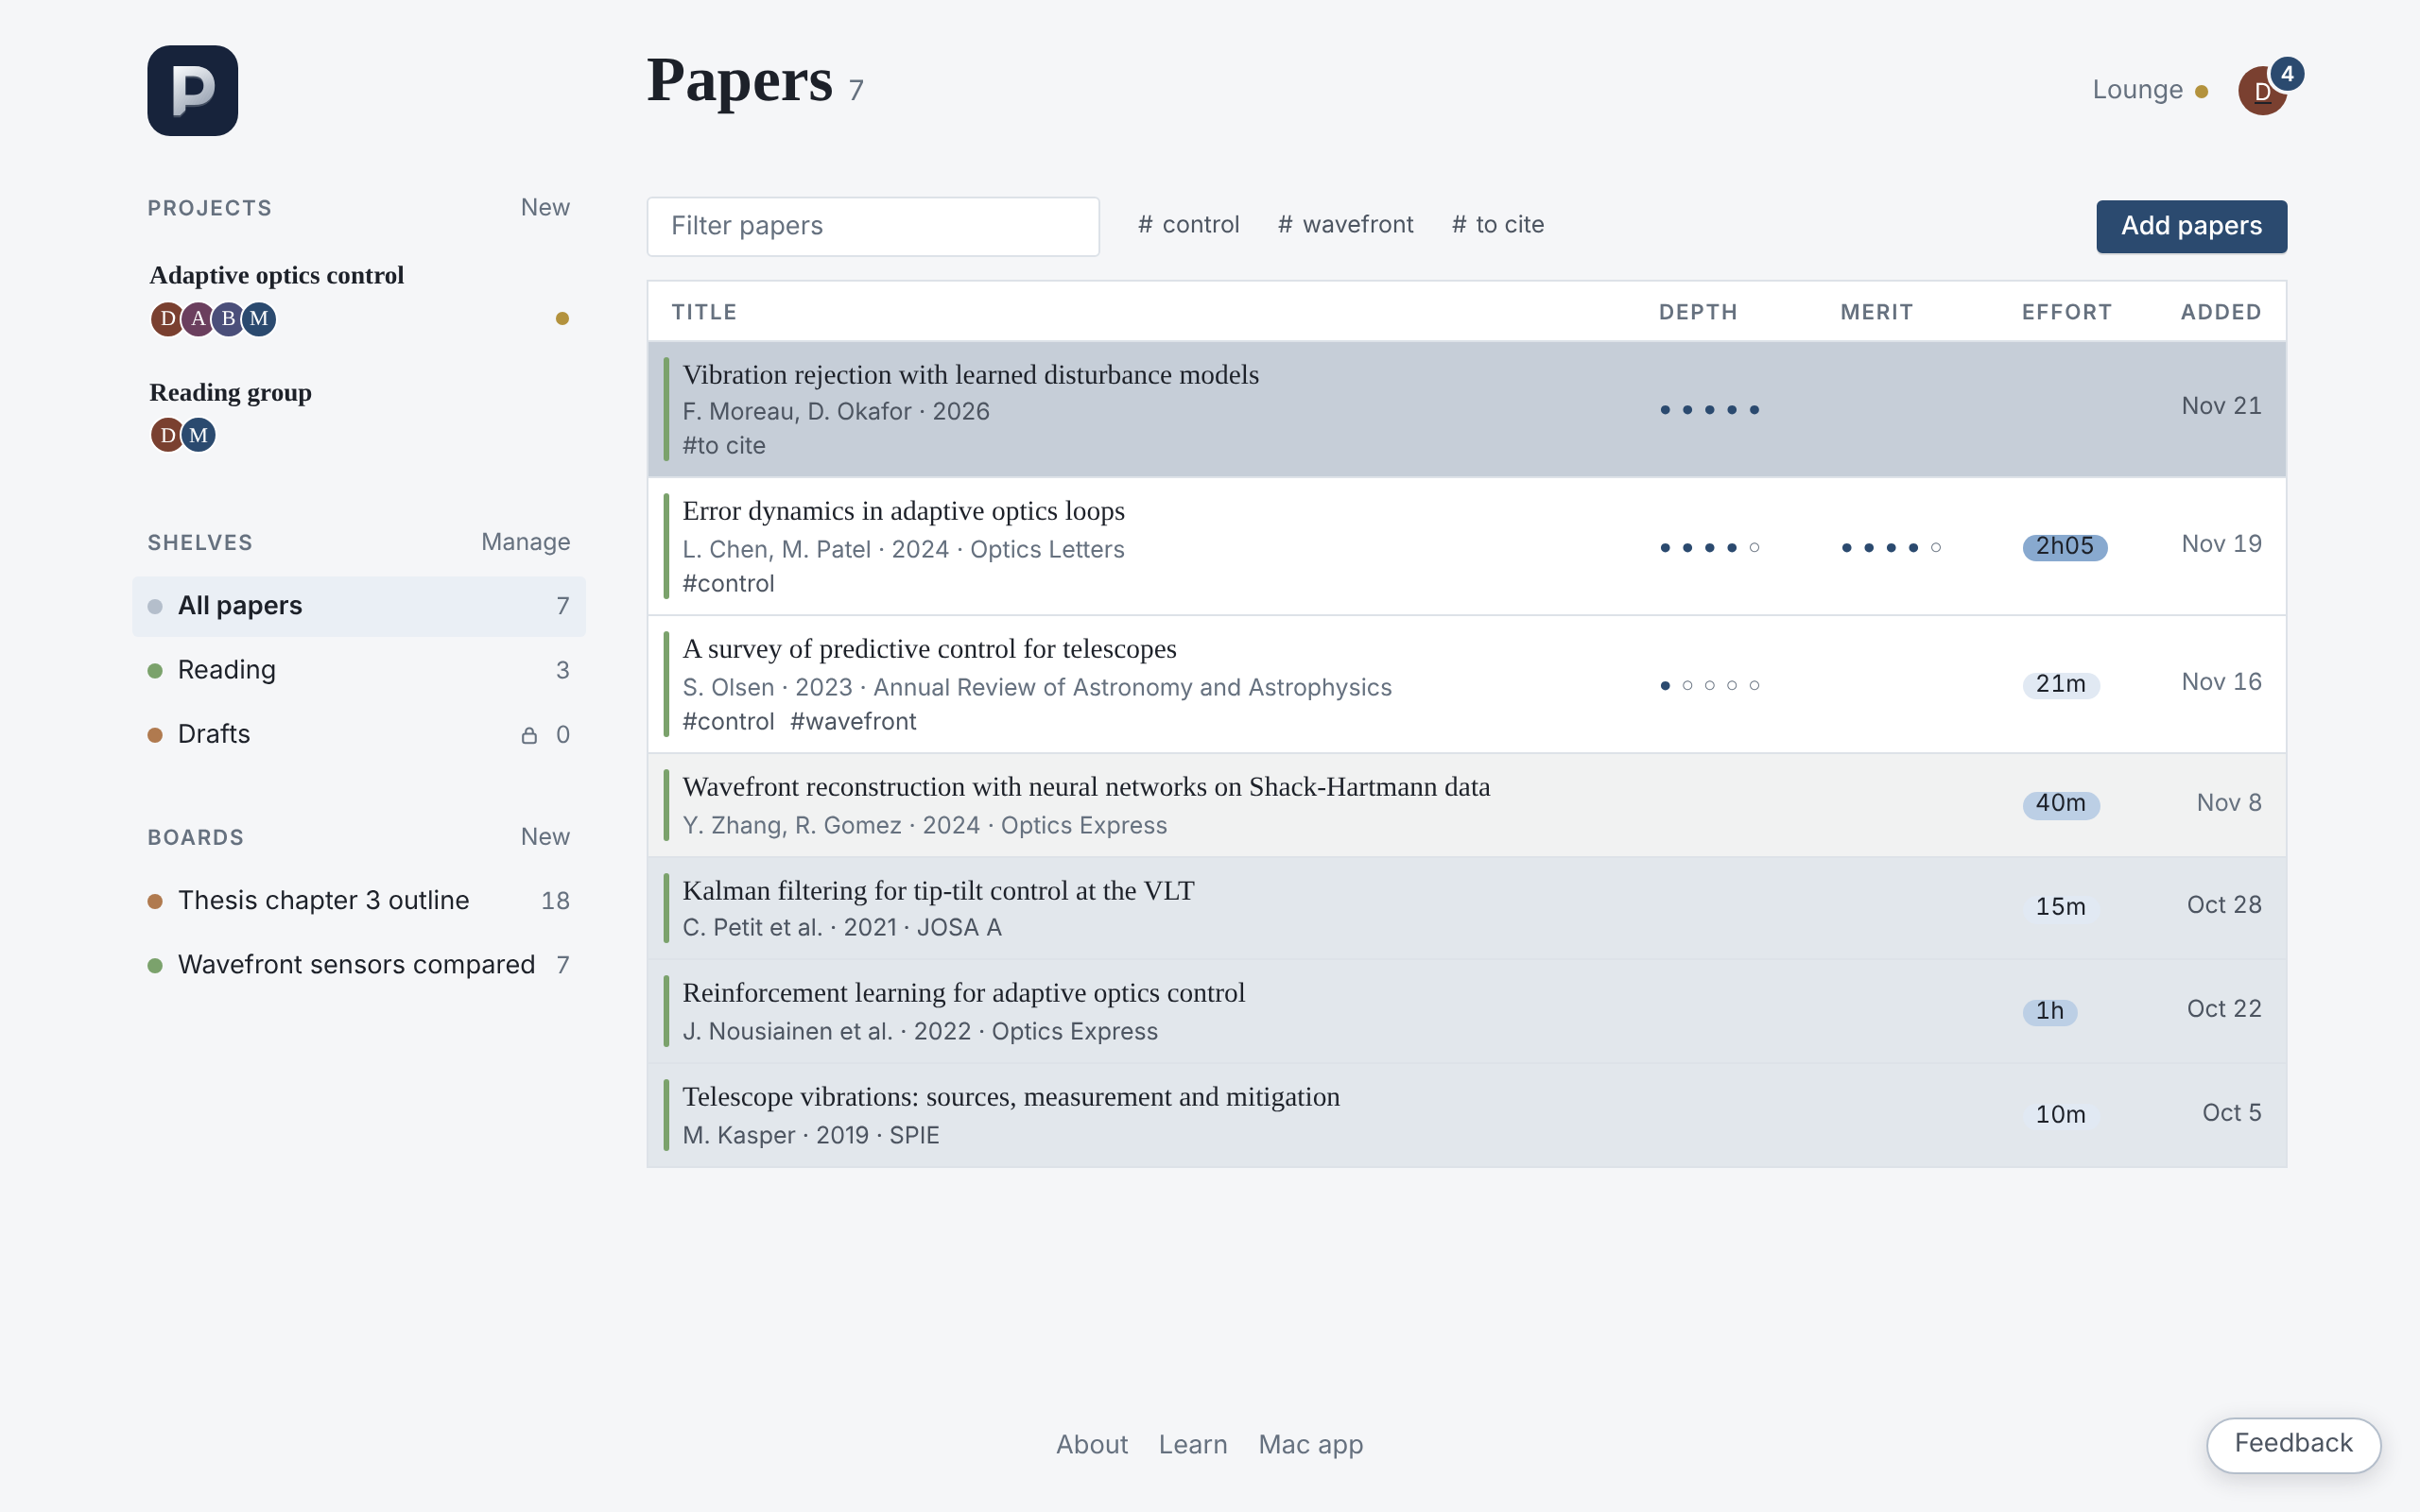 P
Papers 7
Lounge
D 4
PROJECTS New
Adaptive optics control
D A B M
Reading group
D M
SHELVES Manage
All papers 7
Reading 3
Drafts 0
BOARDS New
Thesis chapter 3 outline 18
Wavefront sensors compared 7
Filter papers
# control # wavefront # to cite
Add papers
TITLE DEPTH MERIT EFFORT ADDED
Vibration rejection with learned disturbance models
F. Moreau, D. Okafor · 2026
#to cite
Nov 21
Error dynamics in adaptive optics loops
L. Chen, M. Patel · 2024 · Optics Letters
#control
2h05 Nov 19
A survey of predictive control for telescopes
S. Olsen · 2023 · Annual Review of Astronomy and Astrophysics
#control #wavefront
21m Nov 16
Wavefront reconstruction with neural networks on Shack-Hartmann data
Y. Zhang, R. Gomez · 2024 · Optics Express
40m Nov 8
Kalman filtering for tip-tilt control at the VLT
C. Petit et al. · 2021 · JOSA A
15m Oct 28
Reinforcement learning for adaptive optics control
J. Nousiainen et al. · 2022 · Optics Express
1h Oct 22
Telescope vibrations: sources, measurement and mitigation
M. Kasper · 2019 · SPIE
10m Oct 5
About Learn Mac app
Feedback